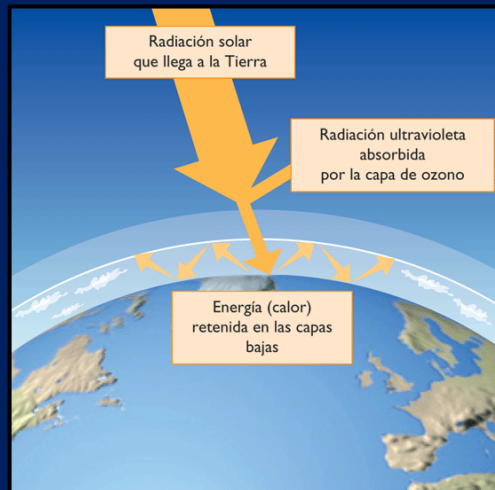 Radiación solar
que llega a la Tierra
Radiación ultravioleta
absorbida
por la capa de ozono
Energía (calor)
retenida en las capas
bajas